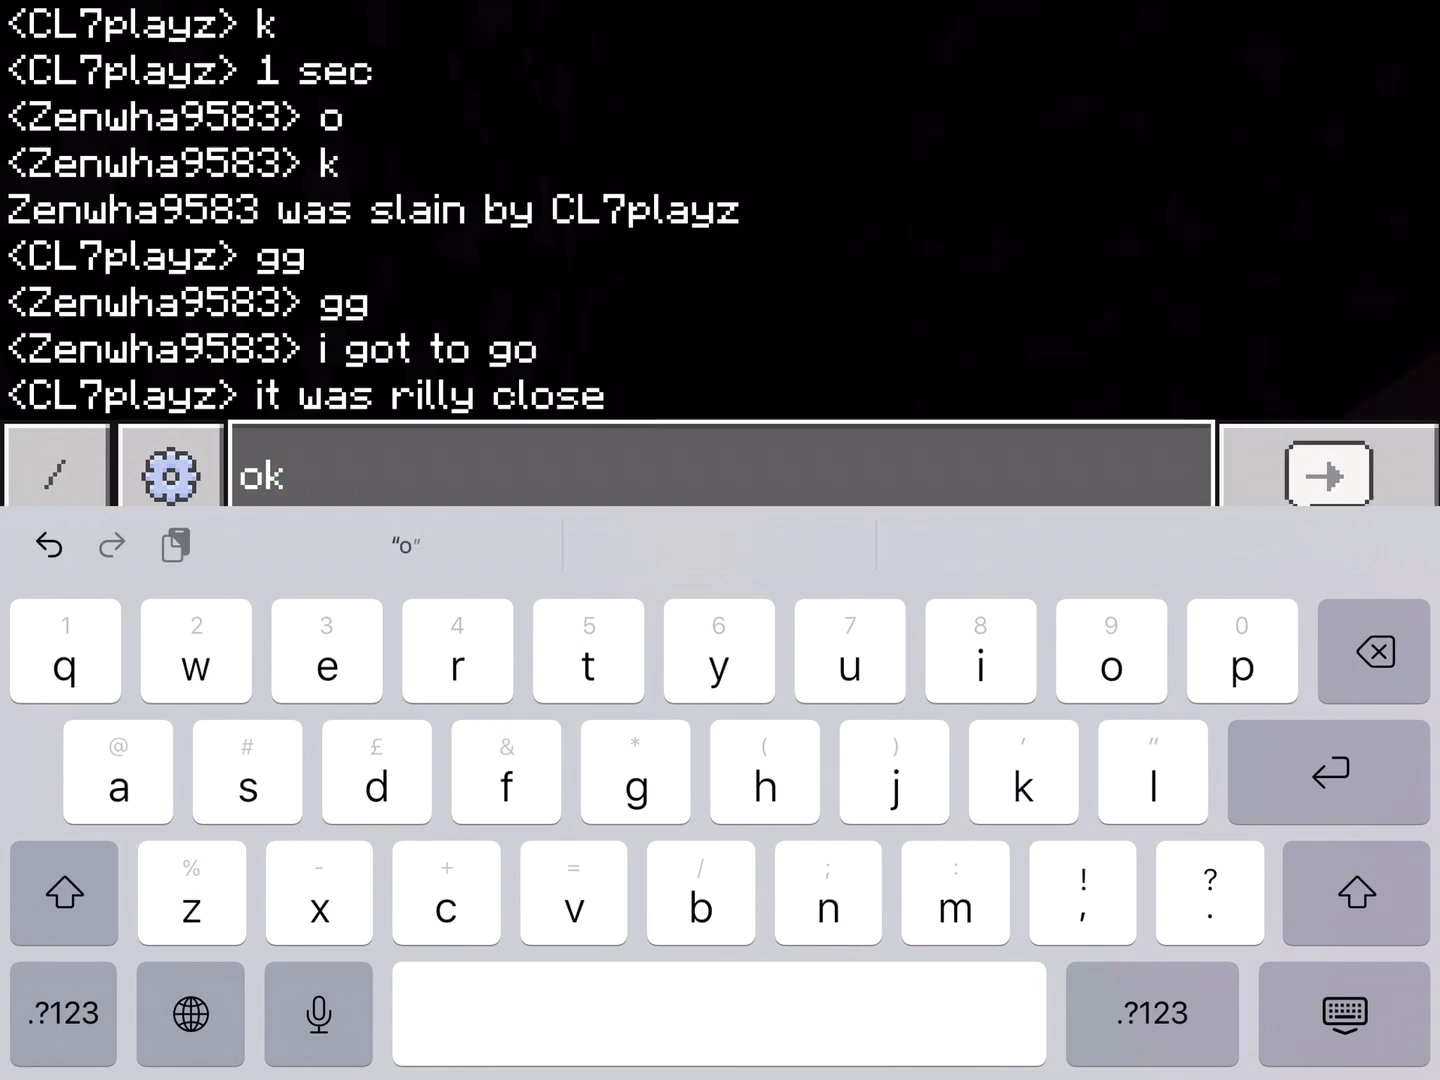 <CL7playz> k
<CL7playz> 1 sec
<Zenwha9583> o
<Zenwha9583> k
Zenwha9583 was slain by CL7playz
<CL7playz> gg
<Zenwha9583> gg
<Zenwha9583> i got to go
<CL7playz> it was rilly close
/ ok
“o”
1 2 3 4 5 6 7 8 9 0
q w e r t y u i o p
@ # £ & * ( ) ' "
a s d f g h j k l
% - + = / ; : ! ?
z x c v b n m , .
.?123 .?123